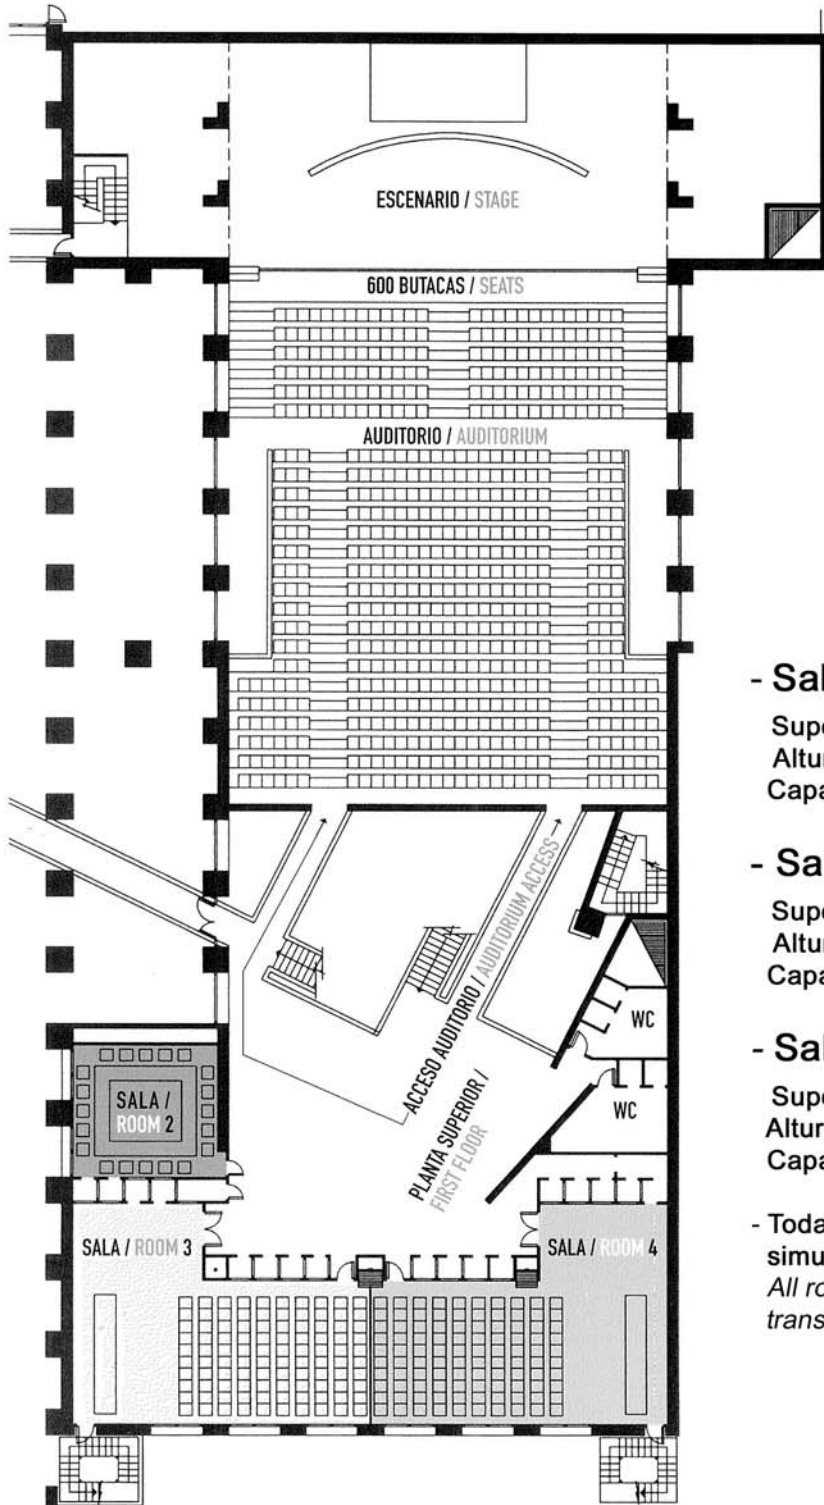 ESCENARIO / STAGE
600 BUTACAS / SEATS
AUDITORIO / AUDITORIUM
ACCESO AUDITORIO / AUDITORIUM ACCESS
WC
WC
PLANTA SUPERIOR /
FIRST FLOOR
SALA /
ROOM 2
SALA / ROOM 3
SALA / ROOM 4
- Sal
Supe
Altu
Capa
- Sa
Supe
Altu
Capa
- Sal
Supe
Altur
Capa
- Toda
simu
All ro
trans